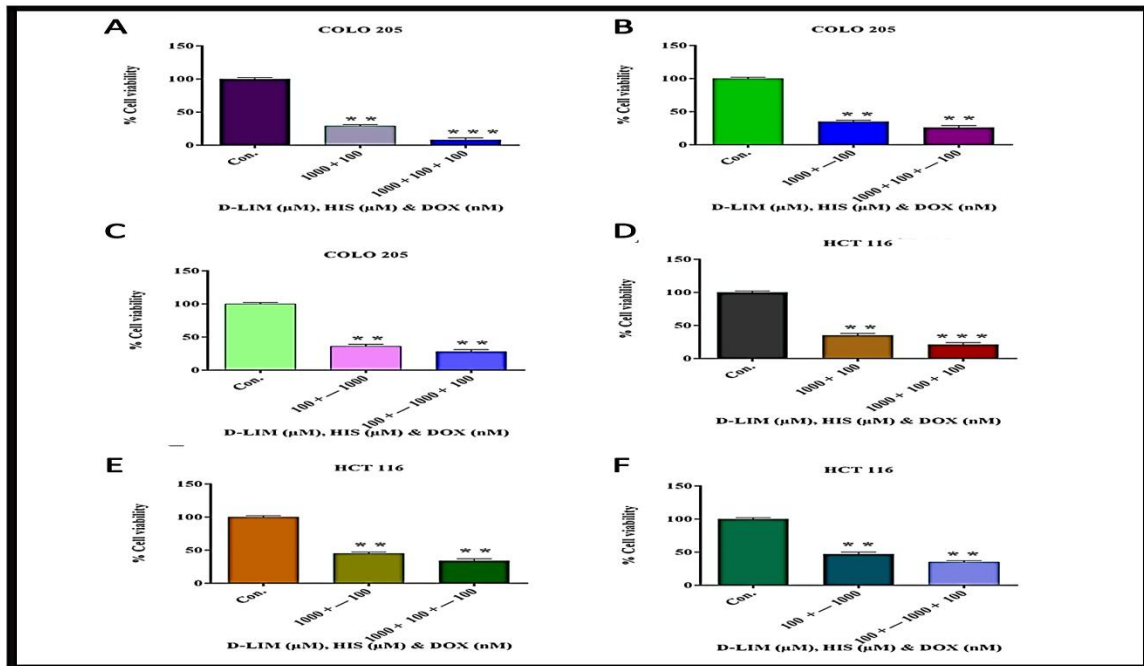 A
COLO 205
% Cell viability
150
100
50
0
Con.
1000 + 100
1000 + 100 + 100
** 
***
D-LIM (µM), HIS (µM) & DOX (nM)
B
COLO 205
% Cell viability
150
100
50
0
Con.
1000 + — 100
1000 + 100 + — 100
* *
* *
D-LIM (µM), HIS (µM) & DOX (nM)
C
COLO 205
% Cell viability
150
100
50
0
Con.
100 + — 1000
100 + — 1000 + 100
* *
* *
D-LIM (µM), HIS (µM) & DOX (nM)
D
HCT 116
% Cell viability
150
100
50
0
Con.
1000 + 100
1000 + 100 + 100
* *
* * *
D-LIM (µM), HIS (µM) & DOX (nM)
E
HCT 116
% Cell viability
150
100
50
0
Con.
1000 + — 100
1000 + 100 + — 100
* *
* *
D-LIM (µM), HIS (µM) & DOX (nM)
F
HCT 116
% Cell viability
150
100
50
0
Con.
100 + — 1000
100 + — 1000 + 100
* *
* *
D-LIM (µM), HIS (µM) & DOX (nM)